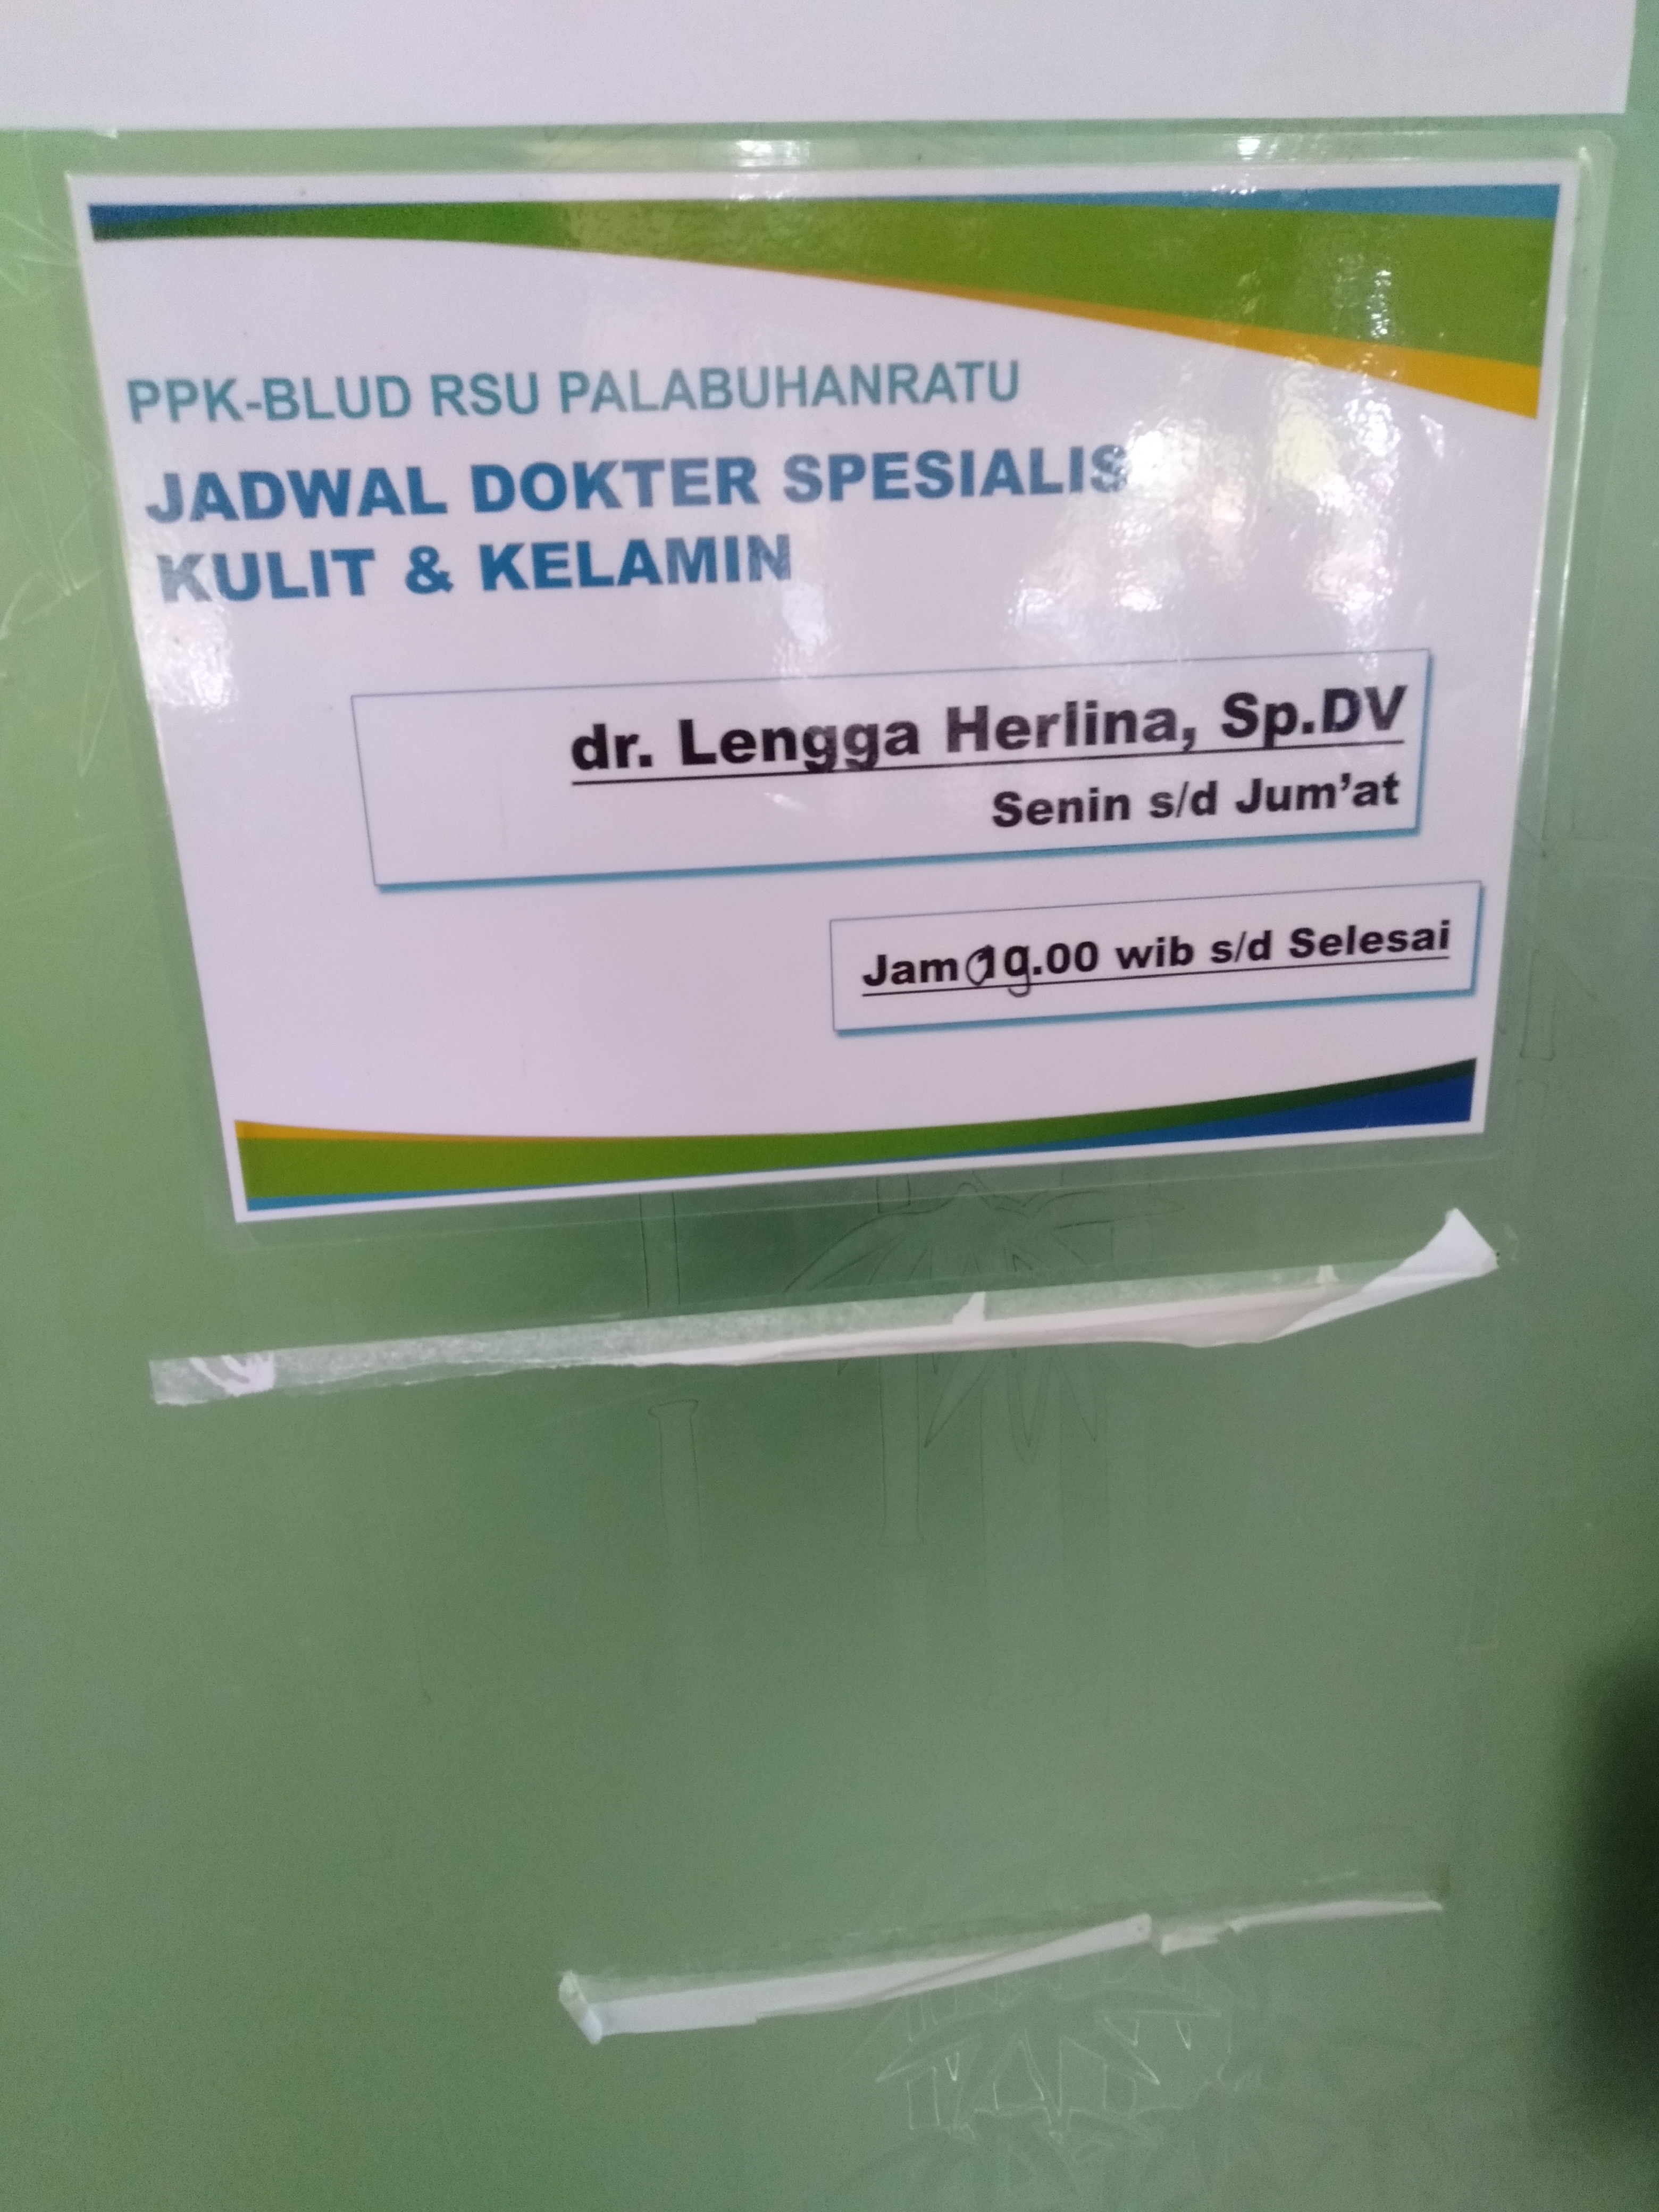 PPK-BLUD RSU PALABUHANRATU
JADWAL DOKTER SPESIALIS
KULIT & KELAMIN
dr. Lengga Herlina, Sp.DV
Senin s/d Jum'at
Jam 09.00 wib s/d Selesai